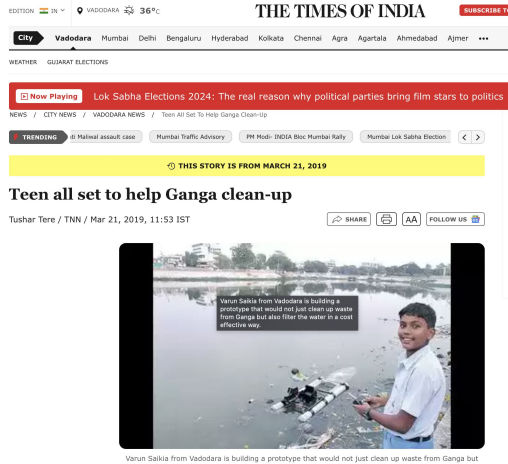 EDITION IN VADODARA 36°C THE TIMES OF INDIA SUBSCRIBE
City Vadodara Mumbai Delhi Bengaluru Hyderabad Kolkata Chennai Agra Agartala Ahmedabad Ajmer •••
WEATHER GUJARAT ELECTIONS
Now Playing Lok Sabha Elections 2024: The real reason why political parties bring film stars to politics
NEWS / CITY NEWS / VADODARA NEWS / Teen All Set To Help Ganga Clean-Up
TRENDING Maliwal assault case Mumbai Traffic Advisory PM Modi- INDIA Bloc Mumbai Rally Mumbai Lok Sabha Election
THIS STORY IS FROM MARCH 21, 2019
Teen all set to help Ganga clean-up
Tushar Tere / TNN / Mar 21, 2019, 11:53 IST SHARE AA FOLLOW US
Varun Saikia from Vadodara is building a
prototype that would not just clean up waste
from Ganga but also filter the water in a cost
effective way.
Varun Saikia from Vadodara is building a prototype that would not just clean up waste from Ganga but